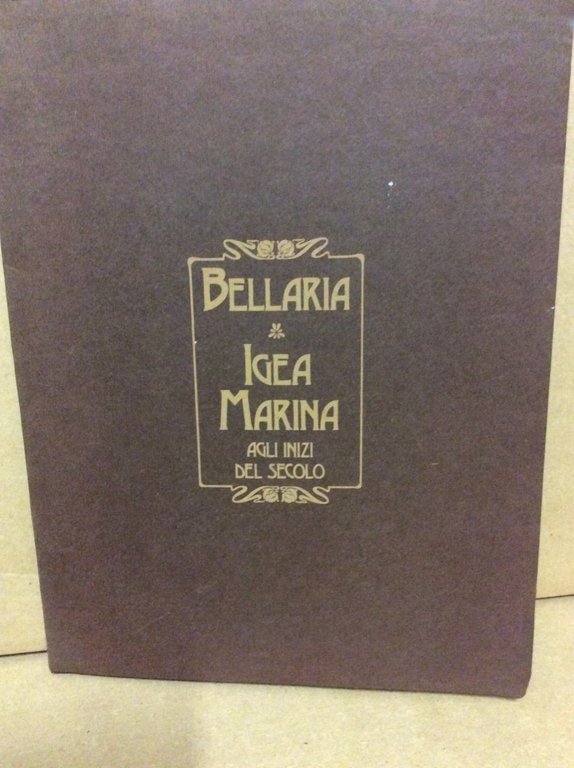 BELLARIA
IGEA
MARINA
AGLI INIZI
DEL SECOLO